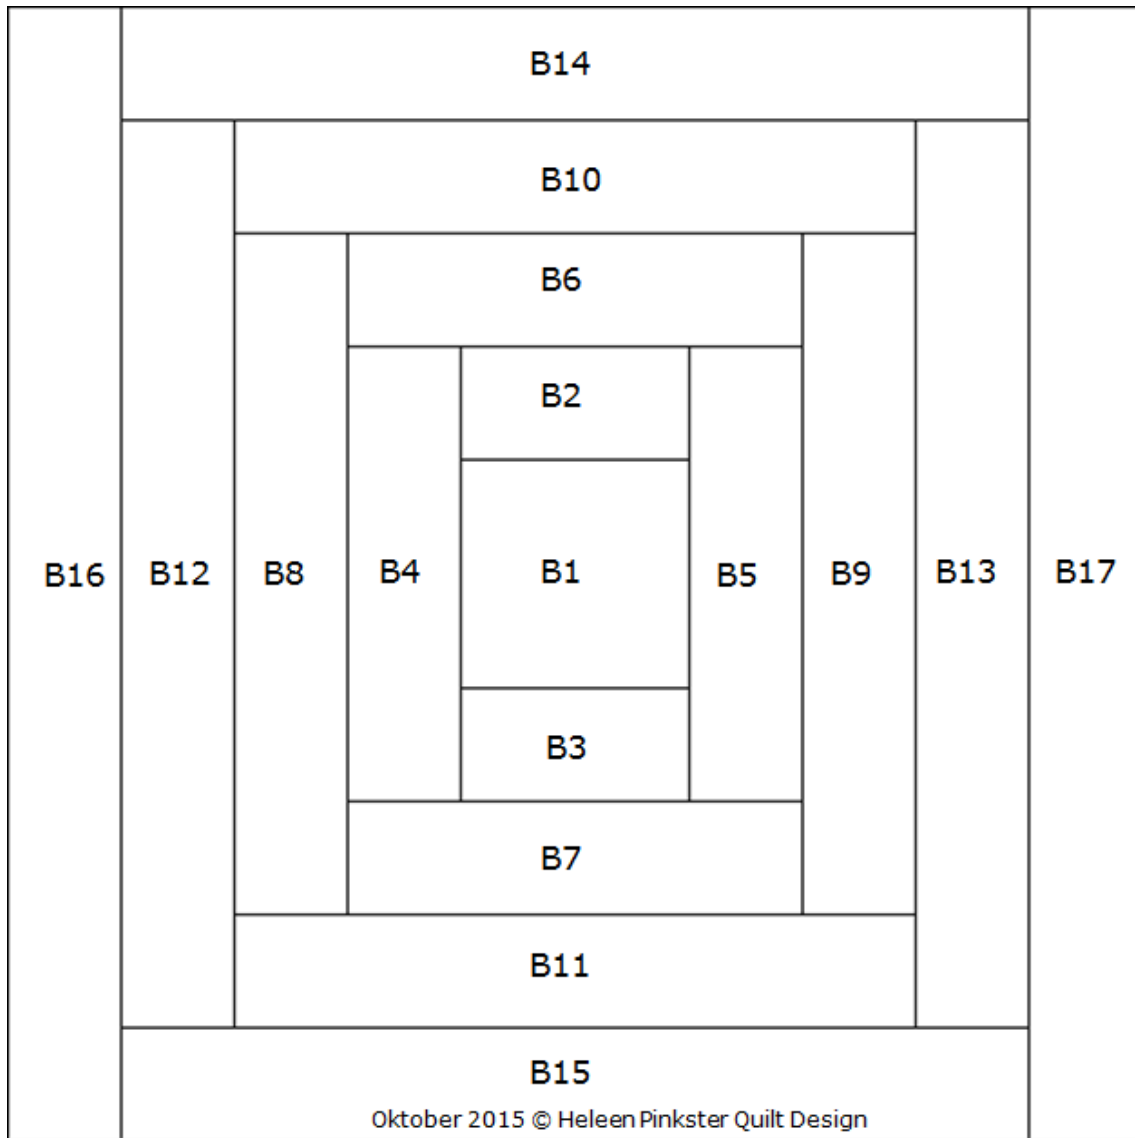 B14
B10
B6
B2
B16 B12 B8 B4 B1 B5 B9 B13 B17
B3
B7
B11
B15
Oktober 2015 © Heleen Pinkster Quilt Design